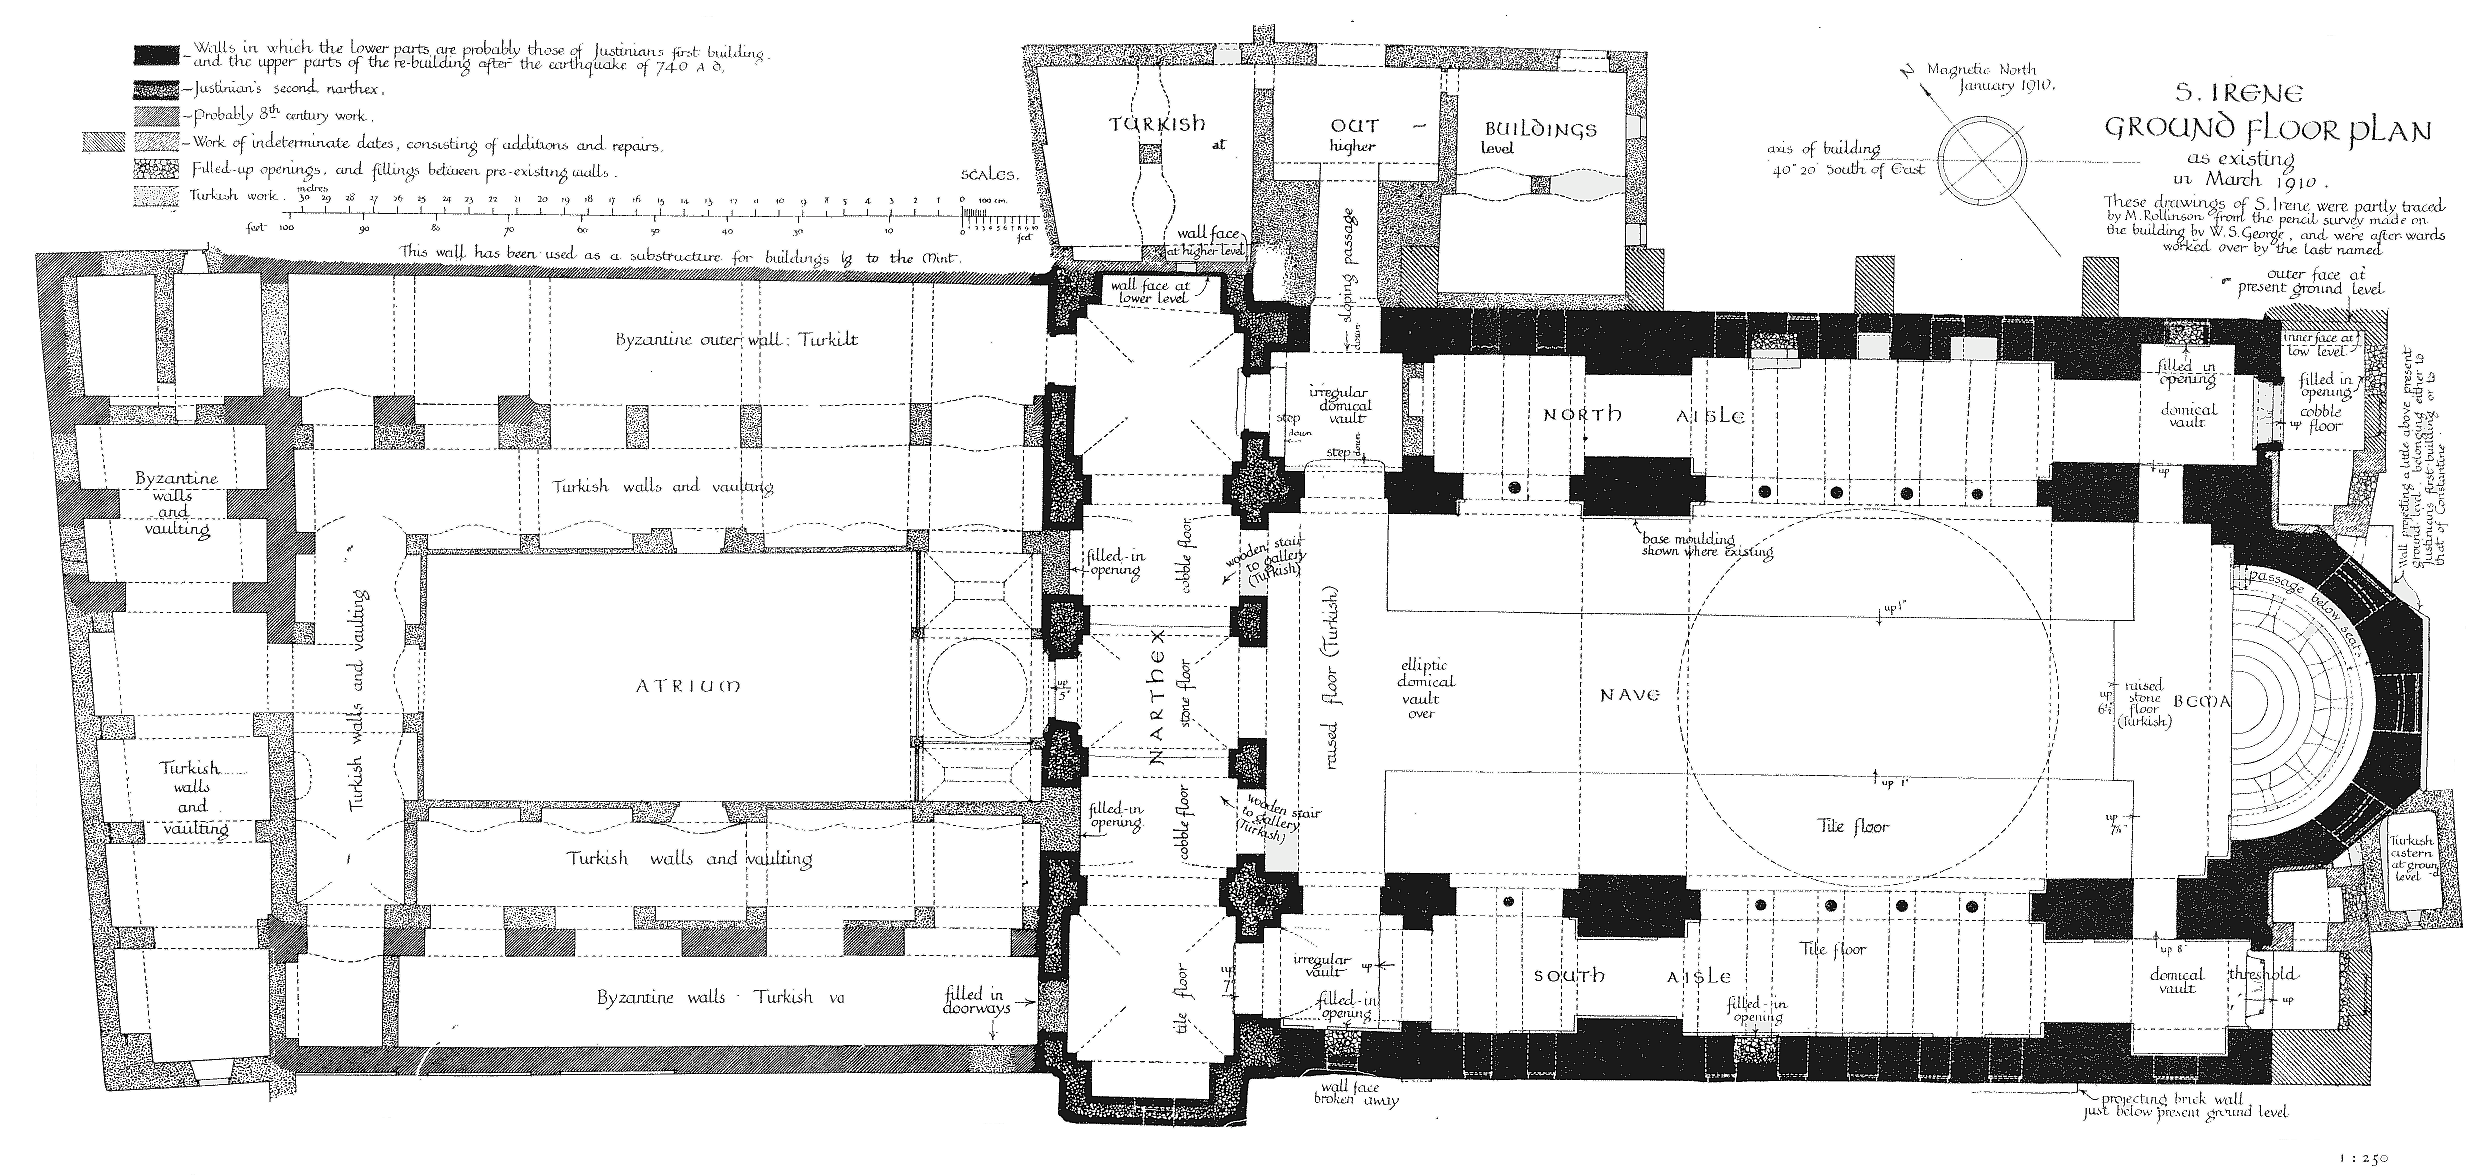 Walls in which the lower parts are probably those of Justinians first building.
and the upper parts of the re-building after the earthquake of 740 A D,
Justinian's second narthex.
Probably 8th century work.
Work of indeterminate dates, consisting of additions and repairs.
Filled-up openings, and fillings between pre-existing walls.
Turkish work.
SCALES.
metres
30 29 28 27 26 25 24 23 22 21 20 19 18 17 16 15 14 13 12 11 10 9 8 5 4 3 2 1 0 100 cm.
feet 100 90 80 70 60 50 40 30 20 10 0
feet
This wall has been used as a substructure for buildings lg to the Mint.
TURKISH OUT - BUILDINGS
at higher level
wall face
at higher level
wall face at
lower level
sloping passage
down
N
Magnetic North
January 1910.
axis of building
40° 20' South of East
S. IRENE
GROUND FLOOR PLAN
as existing
in March 1910.
These drawings of S. Irene were partly traced
by M. Rollinson from the pencil survey made on
the building by W. S. George, and were after-wards
worked over by the last named
outer face at
present ground level
inner face at
low level
filled in
opening
cobble
floor
up
Wall projecting a little above present
ground level, belonging either to
Justinians first building or to
that of Constantine
Byzantine outer wall: Turkilt
Turkish walls and vaulting
Byzantine
walls
and
vaulting
Turkish walls and vaulting
ATRIUM
Turkish
walls
and
vaulting
Turkish walls and vaulting
Byzantine walls Turkish va
filled in
doorways
filled-in
opening
cobble floor
wooden stair
to gallery
(Turkish)
NARTHEX
stone floor
filled-in
opening
cobble floor
wooden stair
to gallery
(Turkish)
tile floor
up
7"
irregular
domical
vault
step
down
step
down
NORTH AISLE
filled in
opening
domical
vault
up
base moulding
shown where existing
raised floor (Turkish)
up 1"
elliptic
domical
vault
over
NAVE
up
6½"
raised
stone
floor
(Turkish)
BEMA
passage below seats
up 1"
Tile floor
up
7¼"
Turkish
cistern
at groun
-d
level
irregular
vault
up
filled-in
opening
SOUTH AISLE
Tile floor
filled-in
opening
up 8"
domical
vault
threshold
up
wall face
broken away
projecting brick wall
just below present ground level
1 : 250